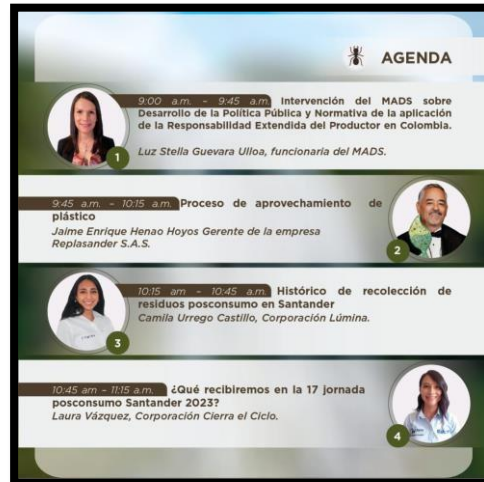 AGENDA
9:00 a.m. - 9:45 a.m. Intervención del MADS sobre
Desarrollo de la Política Pública y Normativa de la aplicación
de la Responsabilidad Extendida del Productor en Colombia.
Luz Stella Guevara Ulloa, funcionaria del MADS.
1
9:45 a.m. - 10:15 a.m. Proceso de aprovechamiento de
plástico
Jaime Enrique Henao Hoyos Gerente de la empresa
Replasander S.A.S.
2
10:15 am - 10:45 a.m. Histórico de recolección de
residuos posconsumo en Santander
Camila Urrego Castillo, Corporación Lúmina.
3
10:45 am - 11:15 a.m. ¿Qué recibiremos en la 17 jornada
posconsumo Santander 2023?
Laura Vázquez, Corporación Cierra el Ciclo.
4